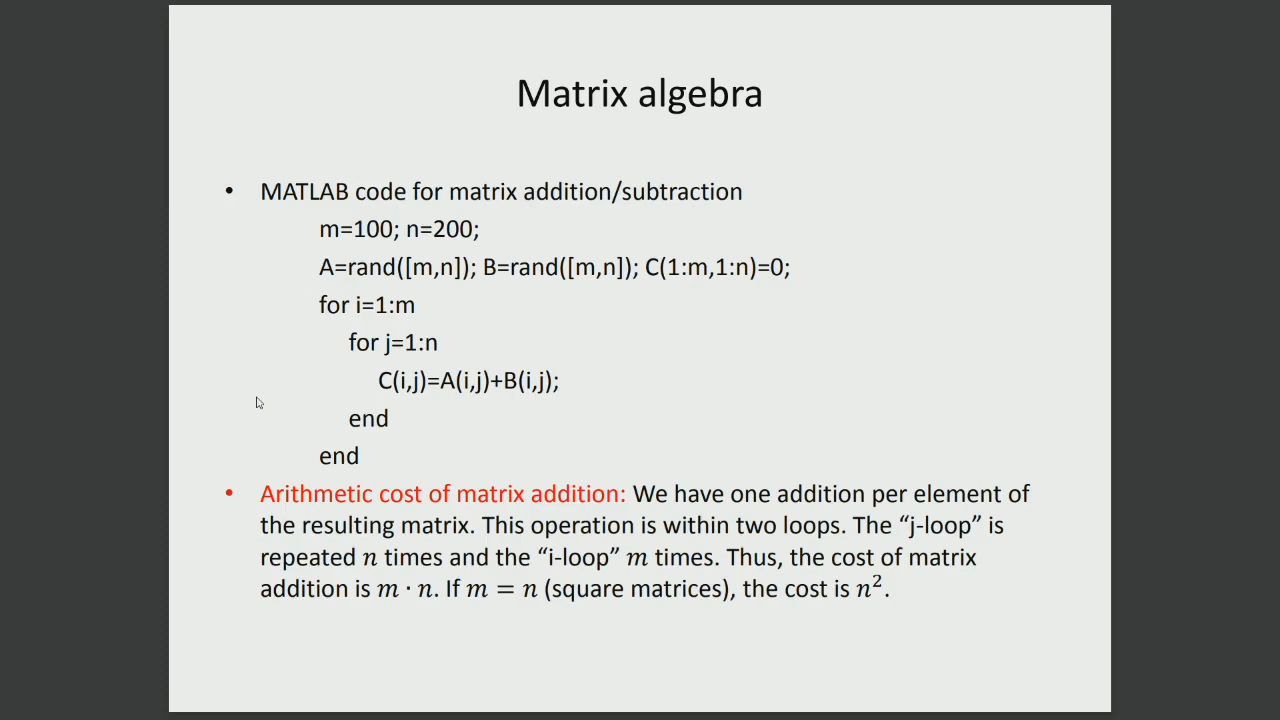 Matrix algebra
• MATLAB code for matrix addition/subtraction
m=100; n=200;
A=rand([m,n]); B=rand([m,n]); C(1:m,1:n)=0;
for i=1:m
for j=1:n
C(i,j)=A(i,j)+B(i,j);
end
end
• Arithmetic cost of matrix addition: We have one addition per element of
the resulting matrix. This operation is within two loops. The “j-loop” is
repeated 𝑛 times and the “i-loop” 𝑚 times. Thus, the cost of matrix
addition is 𝑚 · 𝑛. If 𝑚 = 𝑛 (square matrices), the cost is 𝑛².